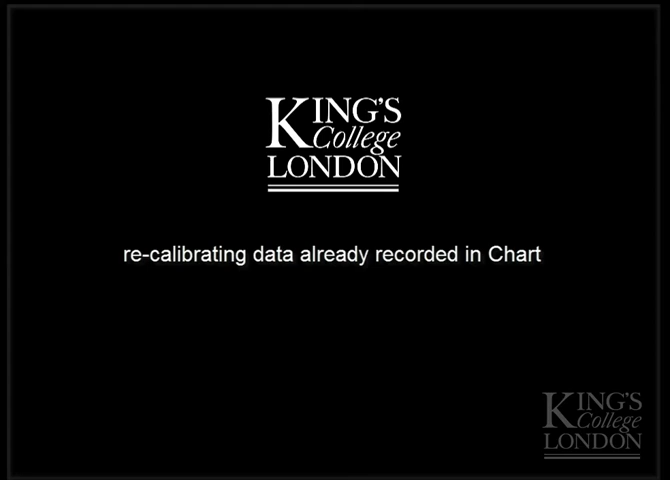 KING'S
College
LONDON
re-calibrating data already recorded in Chart
KING'S
College
LONDON